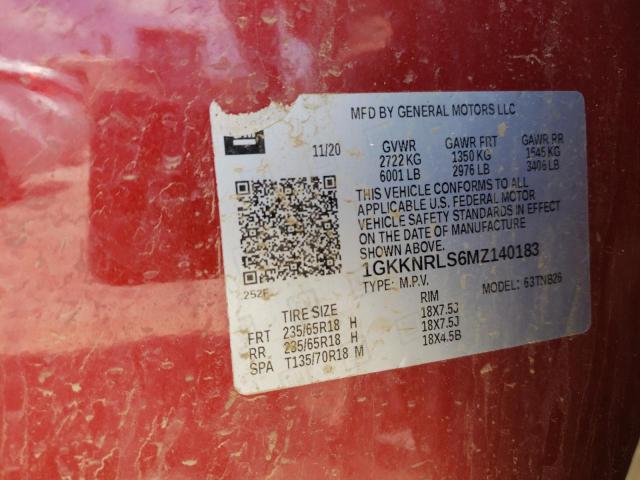 MFD BY GENERAL MOTORS LLC
11/20 GVWR GAWR FRT GAWR RR
2722 KG 1350 KG 1545 KG
6001 LB 2976 LB 3406 LB
THIS VEHICLE CONFORMS TO ALL
APPLICABLE U.S. FEDERAL MOTOR
VEHICLE SAFETY STANDARDS IN EFFECT
ON THE DATE OF MANUFACTURE
SHOWN ABOVE.
1GKKNRLS6MZ140183
TYPE: M.P.V. MODEL: 63TNB26
252F
TIRE SIZE RIM
FRT 235/65R18 H 18X7.5J
RR 235/65R18 H 18X7.5J
SPA T135/70R18 M 18X4.5B